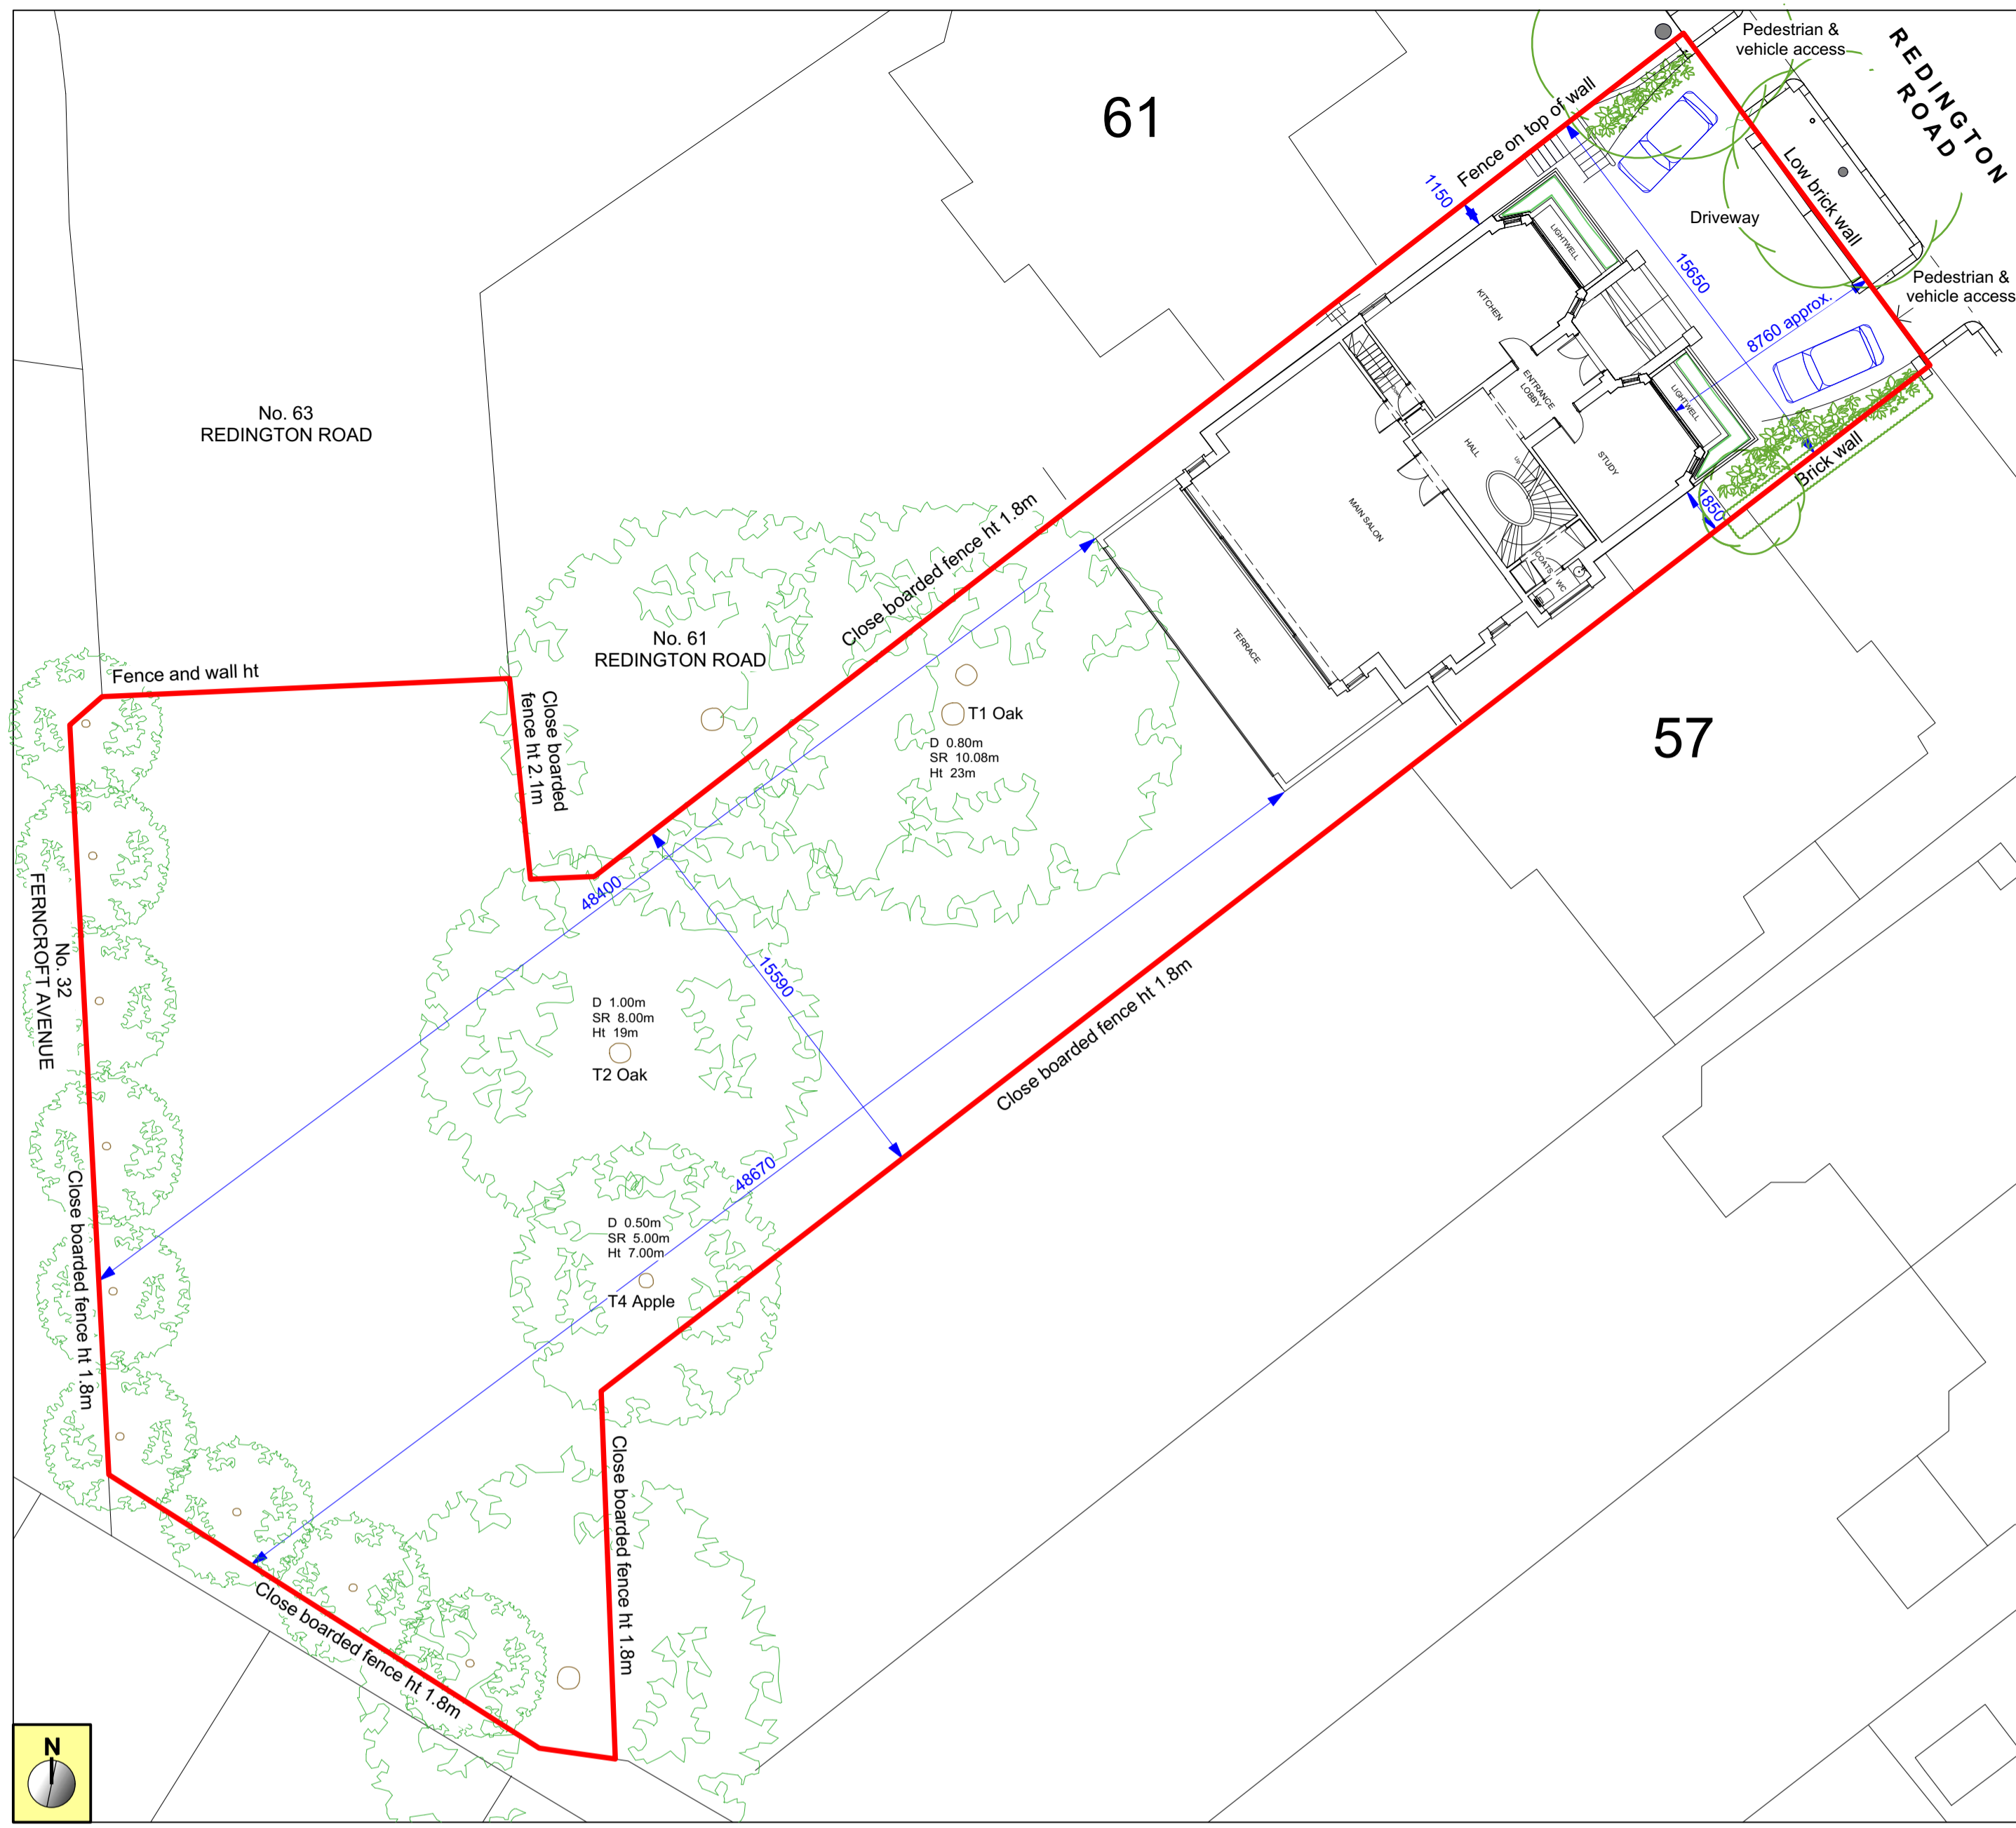 Pedestrian &
vehicle access
REDINGTON
ROAD
61
Fence on top of wall
1150
Low brick wall
Driveway
LIGHTWELL
15650
Pedestrian &
vehicle access
8760 approx.
KITCHEN
ENTRANCE
LOBBY
LIGHTWELL
HALL
Up
STUDY
Brick wall
1850
MAIN SALON
COATS
WC
TERRACE
No. 63
REDINGTON ROAD
Close boarded fence ht 1.8m
No. 61
REDINGTON ROAD
Fence and wall ht
Close boarded
fence ht 2.1m
T1 Oak
D 0.80m
SR 10.08m
Ht 23m
57
48400
15590
No. 32
FERNCROFT AVENUE
D 1.00m
SR 8.00m
Ht 19m
T2 Oak
Close boarded fence ht 1.8m
48670
D 0.50m
SR 5.00m
Ht 7.00m
T4 Apple
Close boarded fence ht 1.8m
Close boarded fence ht 1.8m
Close boarded fence ht 1.8m
N